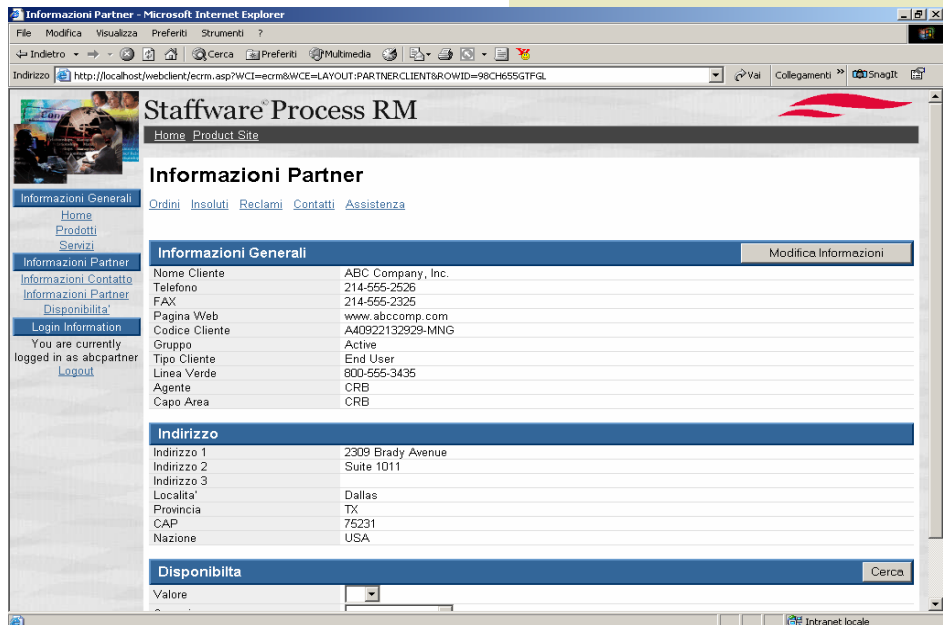 Informazioni Partner - Microsoft Internet Explorer
File Modifica Visualizza Preferiti Strumenti ?
Indietro Cerca Preferiti Multimedia
Indirizzo http://localhost/webclient/ecrm.asp?WCI=ecrm&WCE=LAYOUT:PARTNERCLIENT&ROWID=98CH655GTFGL Vai Collegamenti » SnagIt
Staffware® Process RM
Home Product Site
Informazioni Partner
Ordini Insoluti Reclami Contatti Assistenza
Informazioni Generali
Home
Prodotti
Servizi
Informazioni Partner
Informazioni Contatto
Informazioni Partner
Disponibilita'
Login Information
You are currently
logged in as abcpartner
Logout
Informazioni Generali Modifica Informazioni
Nome Cliente ABC Company, Inc.
Telefono 214-555-2526
FAX 214-555-2325
Pagina Web www.abccomp.com
Codice Cliente A40922132929-MNG
Gruppo Active
Tipo Cliente End User
Linea Verde 800-555-3435
Agente CRB
Capo Area CRB
Indirizzo
Indirizzo 1 2309 Brady Avenue
Indirizzo 2 Suite 1011
Indirizzo 3
Localita' Dallas
Provincia TX
CAP 75231
Nazione USA
Disponibilta Cerca
Valore
Intranet locale